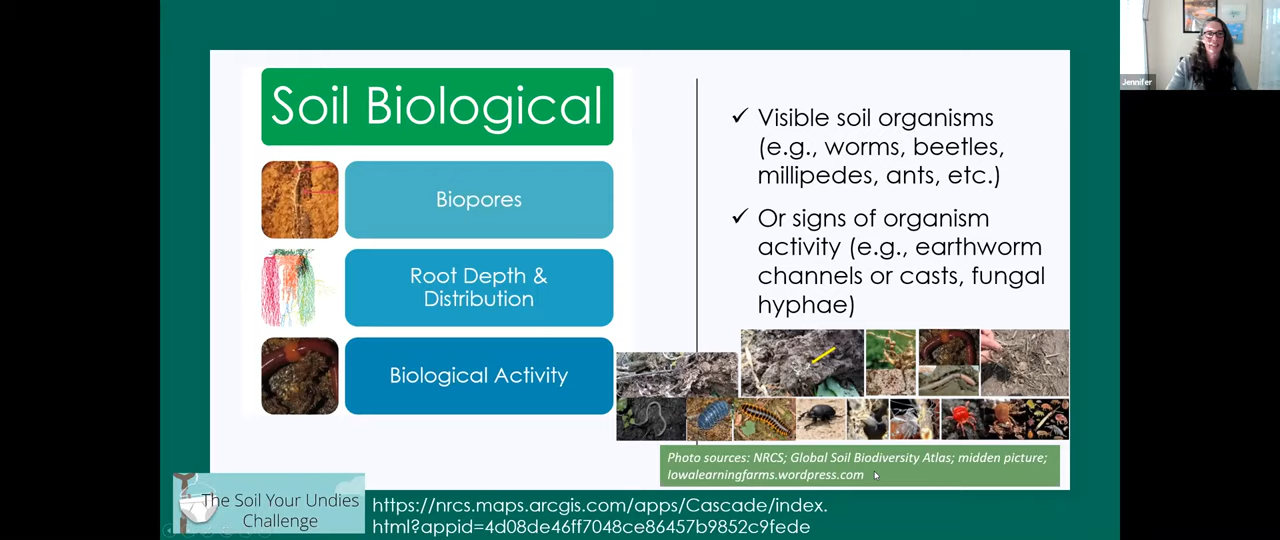 Soil Biological
Biopores
Root Depth &
Distribution
Biological Activity
✓ Visible soil organisms
(e.g., worms, beetles,
millipedes, ants, etc.)
✓ Or signs of organism
activity (e.g., earthworm
channels or casts, fungal
hyphae)
Photo sources: NRCS; Global Soil Biodiversity Atlas; midden picture;
Iowalearningfarms.wordpress.com
The Soil Your Undies
Challenge
https://nrcs.maps.arcgis.com/apps/Cascade/index.
html?appid=4d08de46ff7048ce86457b9852c9fede
Jennifer